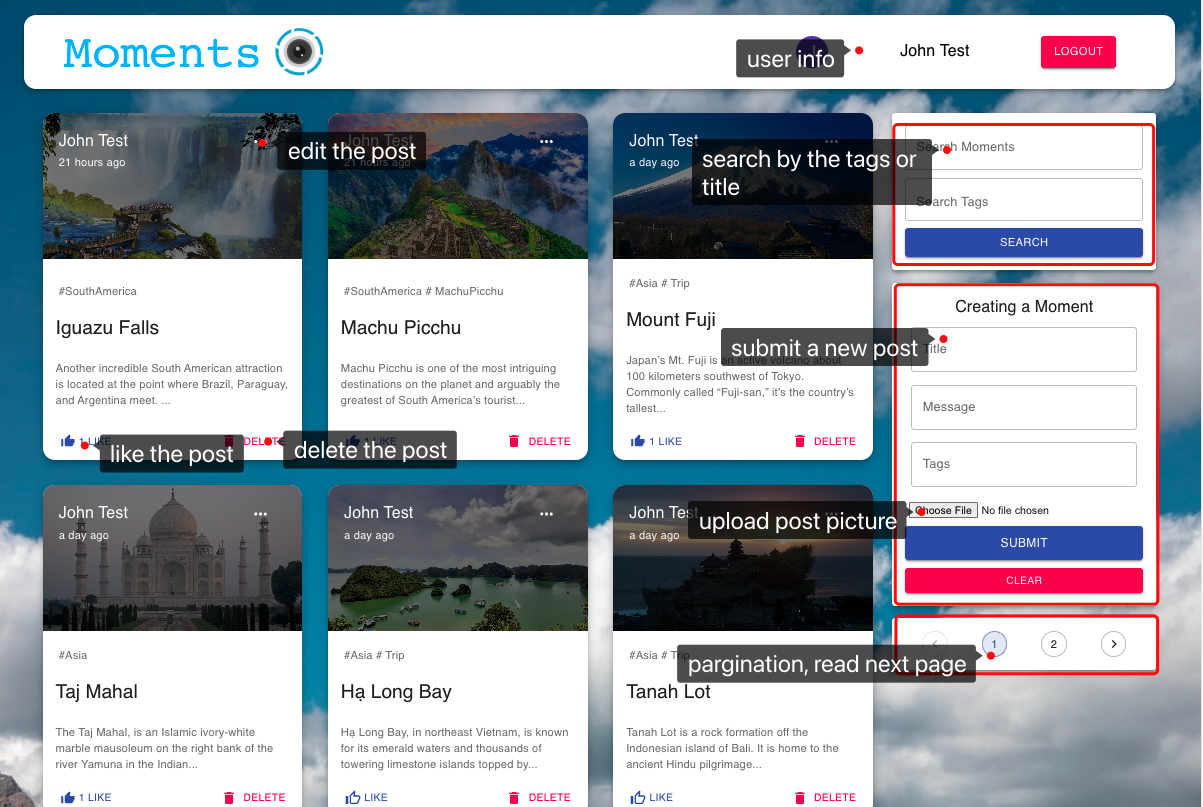 Moments
user info
John Test
LOGOUT
John Test
21 hours ago
edit the post
#SouthAmerica
Iguazu Falls
Another incredible South American attraction
is located at the point where Brazil, Paraguay,
and Argentina meet. ...
1 LIKE
DELETE
like the post
delete the post
John Test
21 hours ago
#SouthAmerica # MachuPicchu
Machu Picchu
Machu Picchu is one of the most intriguing
destinations on the planet and arguably the
greatest of South America's tourist...
1 LIKE
DELETE
John Test
a day ago
#Asia # Trip
Mount Fuji
Japan's Mt. Fuji is an active volcano about
100 kilometers southwest of Tokyo.
Commonly called “Fuji-san,” it's the country's
tallest...
1 LIKE
DELETE
search by the tags or
title
Search Moments
Search Tags
SEARCH
Creating a Moment
submit a new post
Title
Message
Tags
upload post picture
Choose File No file chosen
SUBMIT
CLEAR
pargination, read next page
1
2
John Test
a day ago
#Asia
Taj Mahal
The Taj Mahal, is an Islamic ivory-white
marble mausoleum on the right bank of the
river Yamuna in the Indian...
1 LIKE
DELETE
John Test
a day ago
#Asia # Trip
Hạ Long Bay
Hạ Long Bay, in northeast Vietnam, is known
for its emerald waters and thousands of
towering limestone islands topped by...
LIKE
DELETE
John Test
a day ago
#Asia # Trip
Tanah Lot
Tanah Lot is a rock formation off the
Indonesian island of Bali. It is home to the
ancient Hindu pilgrimage...
LIKE
DELETE